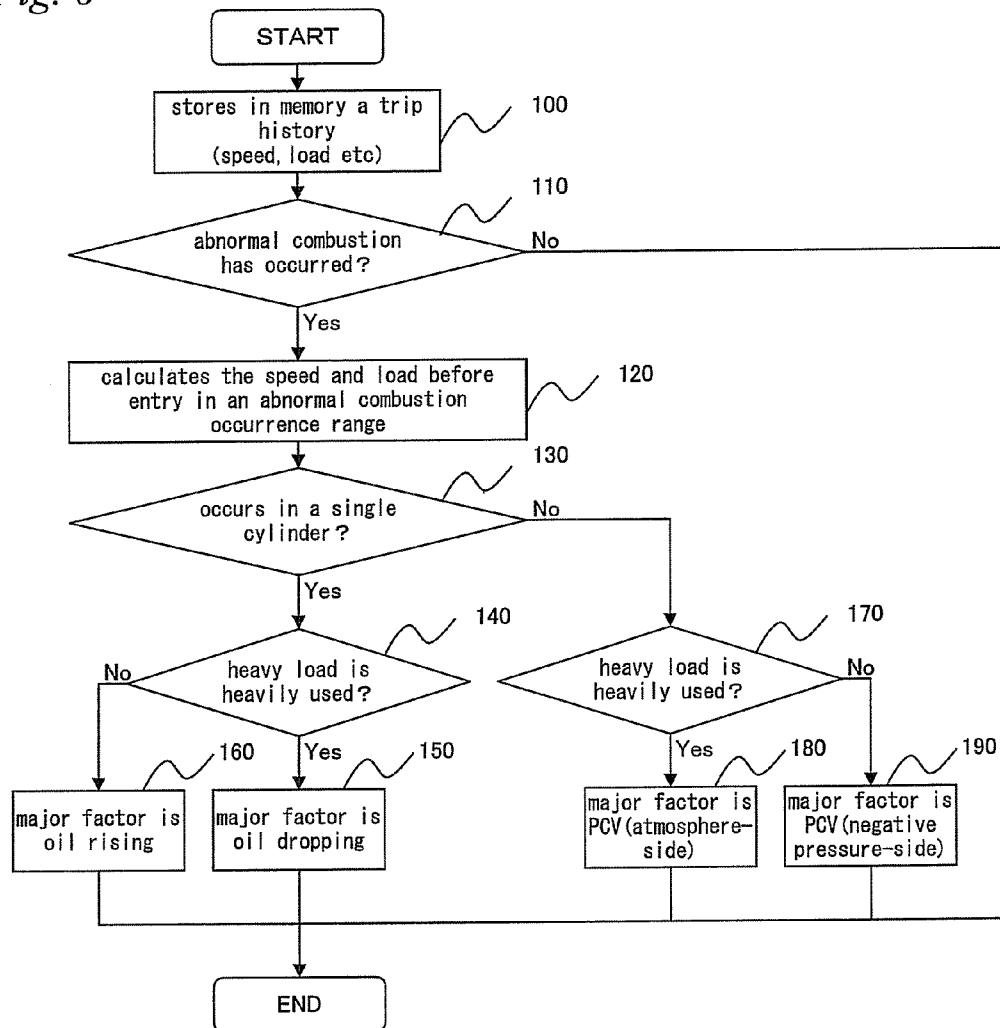 START
stores in memory a trip
history
(speed, load etc)
100
110
abnormal combustion
has occurred?
No
Yes
calculates the speed and load before
entry in an abnormal combustion
occurrence range
120
130
occurs in a single
cylinder?
No
Yes
140
heavy load is
heavily used?
No
Yes
170
heavy load is
heavily used?
No
Yes
160
major factor is
oil rising
150
major factor is
oil dropping
180
major factor is
PCV(atmosphere-
side)
190
major factor is
PCV(negative
pressure-side)
END